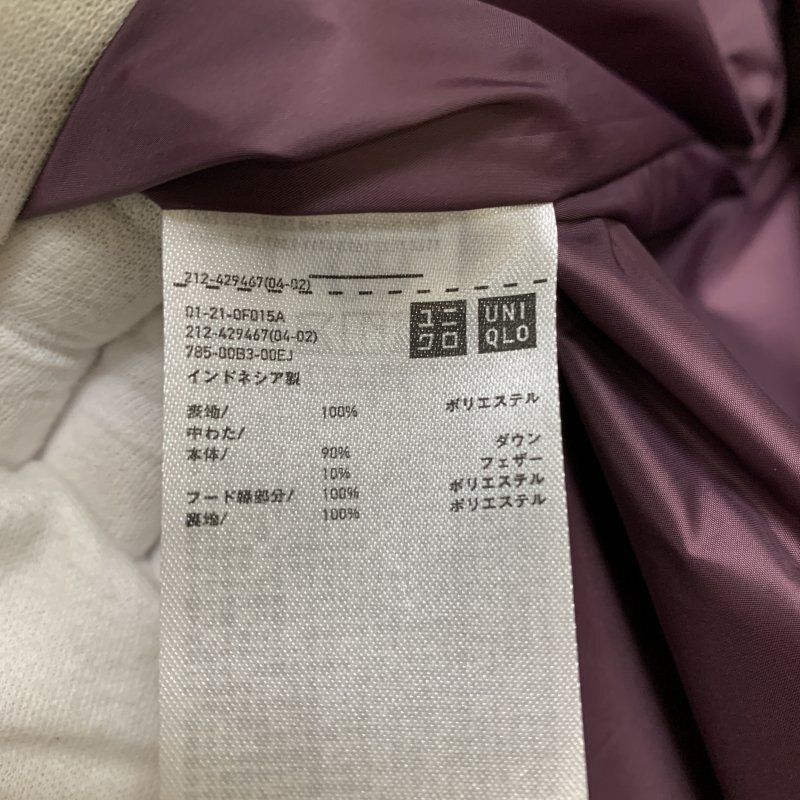 212-429467(04-02)
01-21-0F015A
212-429467(04-02)
785-00B3-00EJ
ユニクロ
UNIQLO
インドネシア製
表地/ 100% ポリエステル
中わた/
本体/ 90% ダウン
10% フェザー
フード縁部分/ 100% ポリエステル
裏地/ 100% ポリエステル